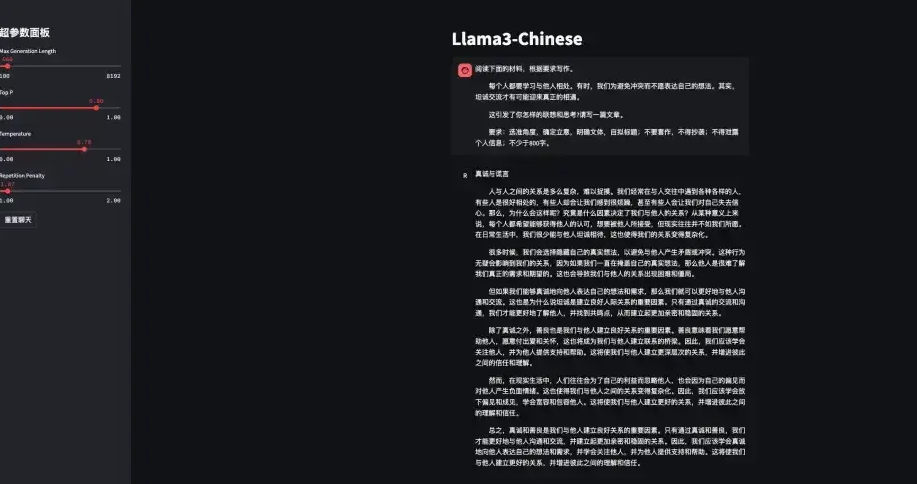 超参数面板
Max Generation Length
100 8192
Top P
0.90
0.00 1.00
Temperature
0.75
0.00 1.00
Repetition Penalty
1.07
1.00 2.00
重置聊天
Llama3-Chinese
阅读下面的材料，根据要求写作。
每个人都要学习与他人相处。有时，我们为避免冲突而不愿表达自己的想法。其实，
坦诚交流才有可能迎来真正的相遇。
这引发了你怎样的联想和思考?请写一篇文章。
要求：选准角度，确定立意，明确文体，自拟标题；不要套作，不得抄袭；不得泄露
个人信息；不少于800字。
R
真诚与谎言
人与人之间的关系是多么复杂，难以捉摸。我们经常在与人交往中遇到各种各样的人，
有些人是很好相处的，有些人却会让我们感到很烦躁，甚至有些人会让我们对自己失去信
心。那么，为什么会这样呢？究竟是什么因素决定了我们与他人的关系？从某种意义上来
说，每个人都希望能够获得他人的认可，想要被他人所接受，但现实往往并不如我们所愿。
在日常生活中，我们很少能与他人坦诚相待，这也使得我们的关系变得复杂化。
很多时候，我们会选择隐藏自己的真实想法，以避免与他人产生矛盾或冲突。这种行为
无疑会影响到我们的关系，因为如果我们一直在掩盖自己的真实想法，那么他人是很难了解
我们真正的需求和期望的。这也会导致我们与他人的关系出现困难和僵局。
但如果我们能够真诚地向他人表达自己的想法和需求，那么我们就可以更好地与他人沟
通和交流。这也是为什么说坦诚是建立良好人际关系的重要因素。只有通过真诚的交流和沟
通，我们才能更好地了解他人，并找到共鸣点，从而建立起更加亲密和稳固的关系。
除了真诚之外，善良也是我们与他人建立良好关系的重要因素。善良意味着我们愿意帮
助他人，愿意付出爱和关怀，这也将成为我们与他人建立联系的桥梁。因此，我们应该学会
关注他人，并为他人提供支持和帮助。这将使我们与他人建立更深层次的关系，并增进彼此
之间的信任和理解。
然而，在现实生活中，人们往往会为了自己的利益而忽略他人，也会因为自己的偏见而
对他人产生负面情绪。这也使得我们与他人之间的关系变得复杂化。因此，我们应该学会放
下偏见和成见，学会宽容和包容他人。这将使我们与他人建立更好的关系，并增进彼此之间
的理解和信任。
总之，真诚和善良是我们与他人建立良好关系的重要因素。只有通过真诚和善良，我们
才能更好地与他人沟通和交流，并建立起更加亲密和稳固的关系。因此，我们应该学会真诚
地向他人表达自己的想法和需求，并学会关注他人，并为他人提供支持和帮助。这将使我们
与他人建立更好的关系，并增进彼此之间的理解和信任。